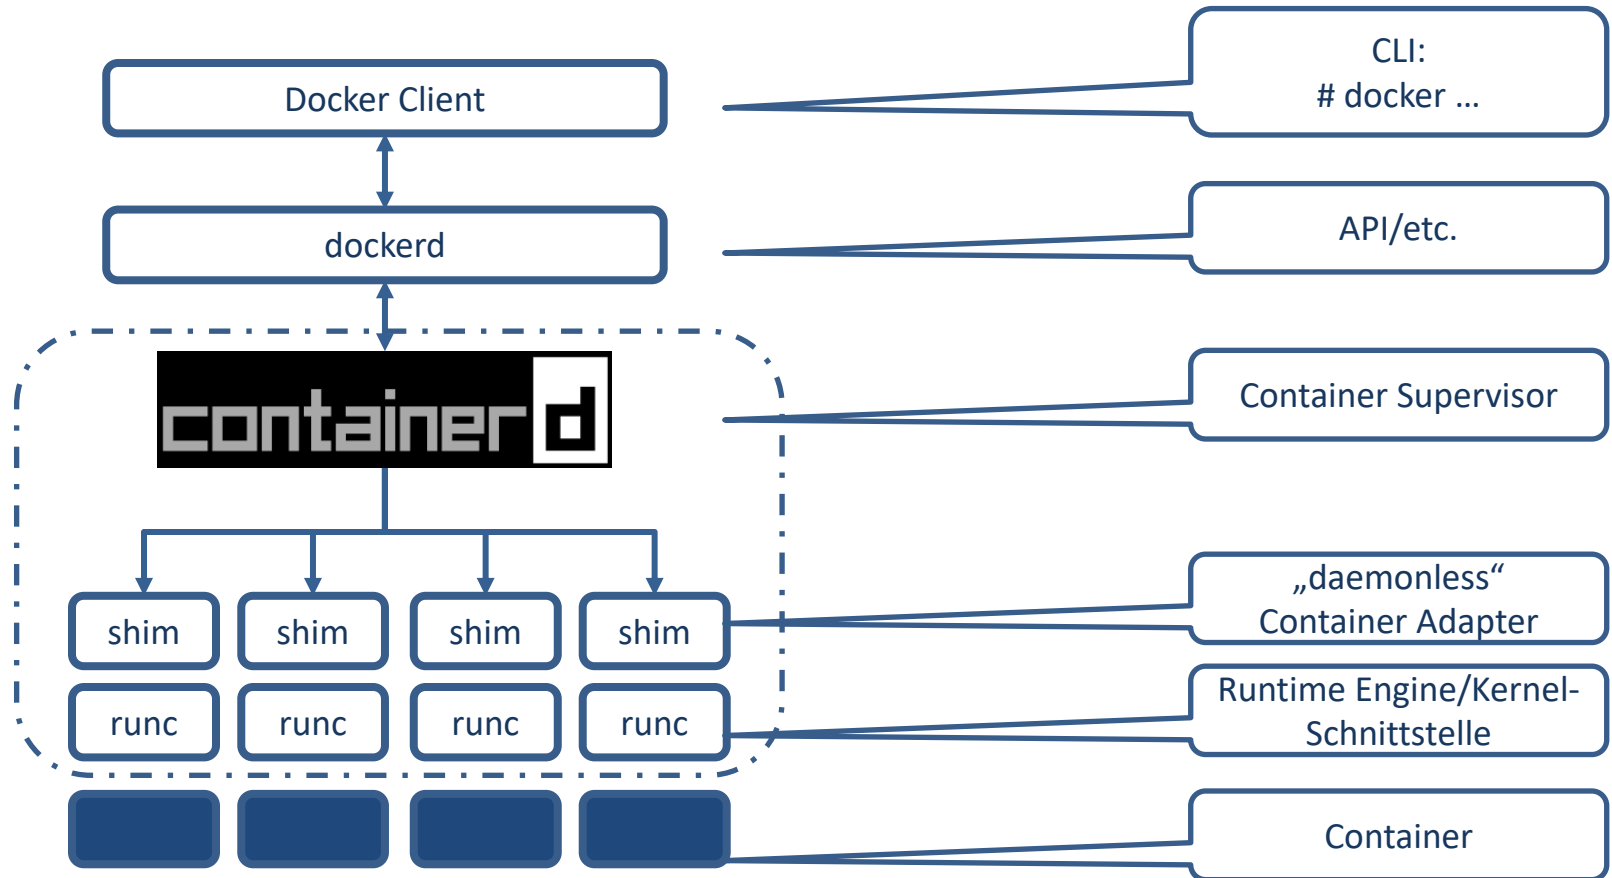 Docker Client
CLI:
# docker ...
dockerd
API/etc.
containerd
Container Supervisor
shim shim shim shim
„daemonless“
Container Adapter
runc runc runc runc
Runtime Engine/Kernel-
Schnittstelle
Container